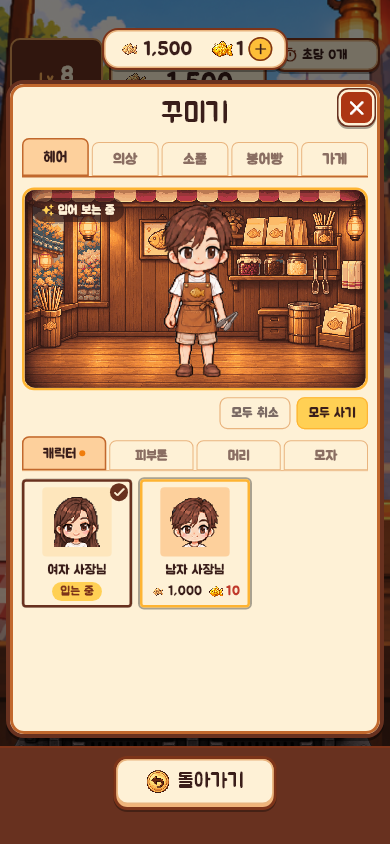 1,500
1
+
초당 0개
Lv 8
1,500
꾸미기
헤어
의상
소품
붕어빵
가게
입어 보는 중
모두 취소
모두 사기
캐릭터
피부톤
머리
모자
여자 사장님
남자 사장님
입는 중
1,000
10
돌아가기